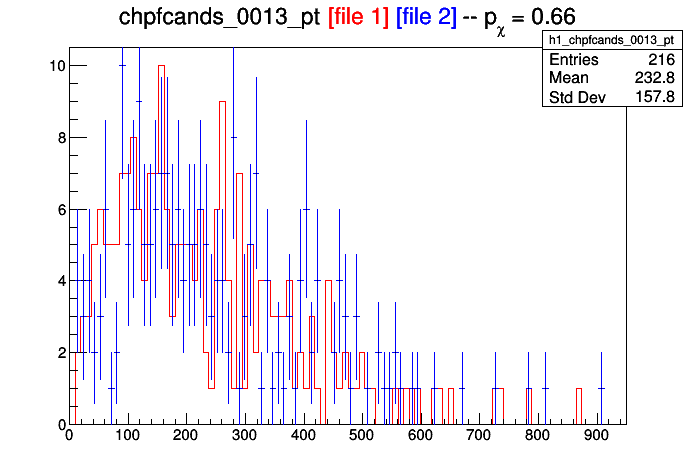 chpfcands_0013_pt [file 1] [file 2] -- pχ = 0.66
h1_chpfcands_0013_pt
Entries 216
Mean 232.8
Std Dev 157.8
10
8
6
4
2
0
0 100 200 300 400 500 600 700 800 900